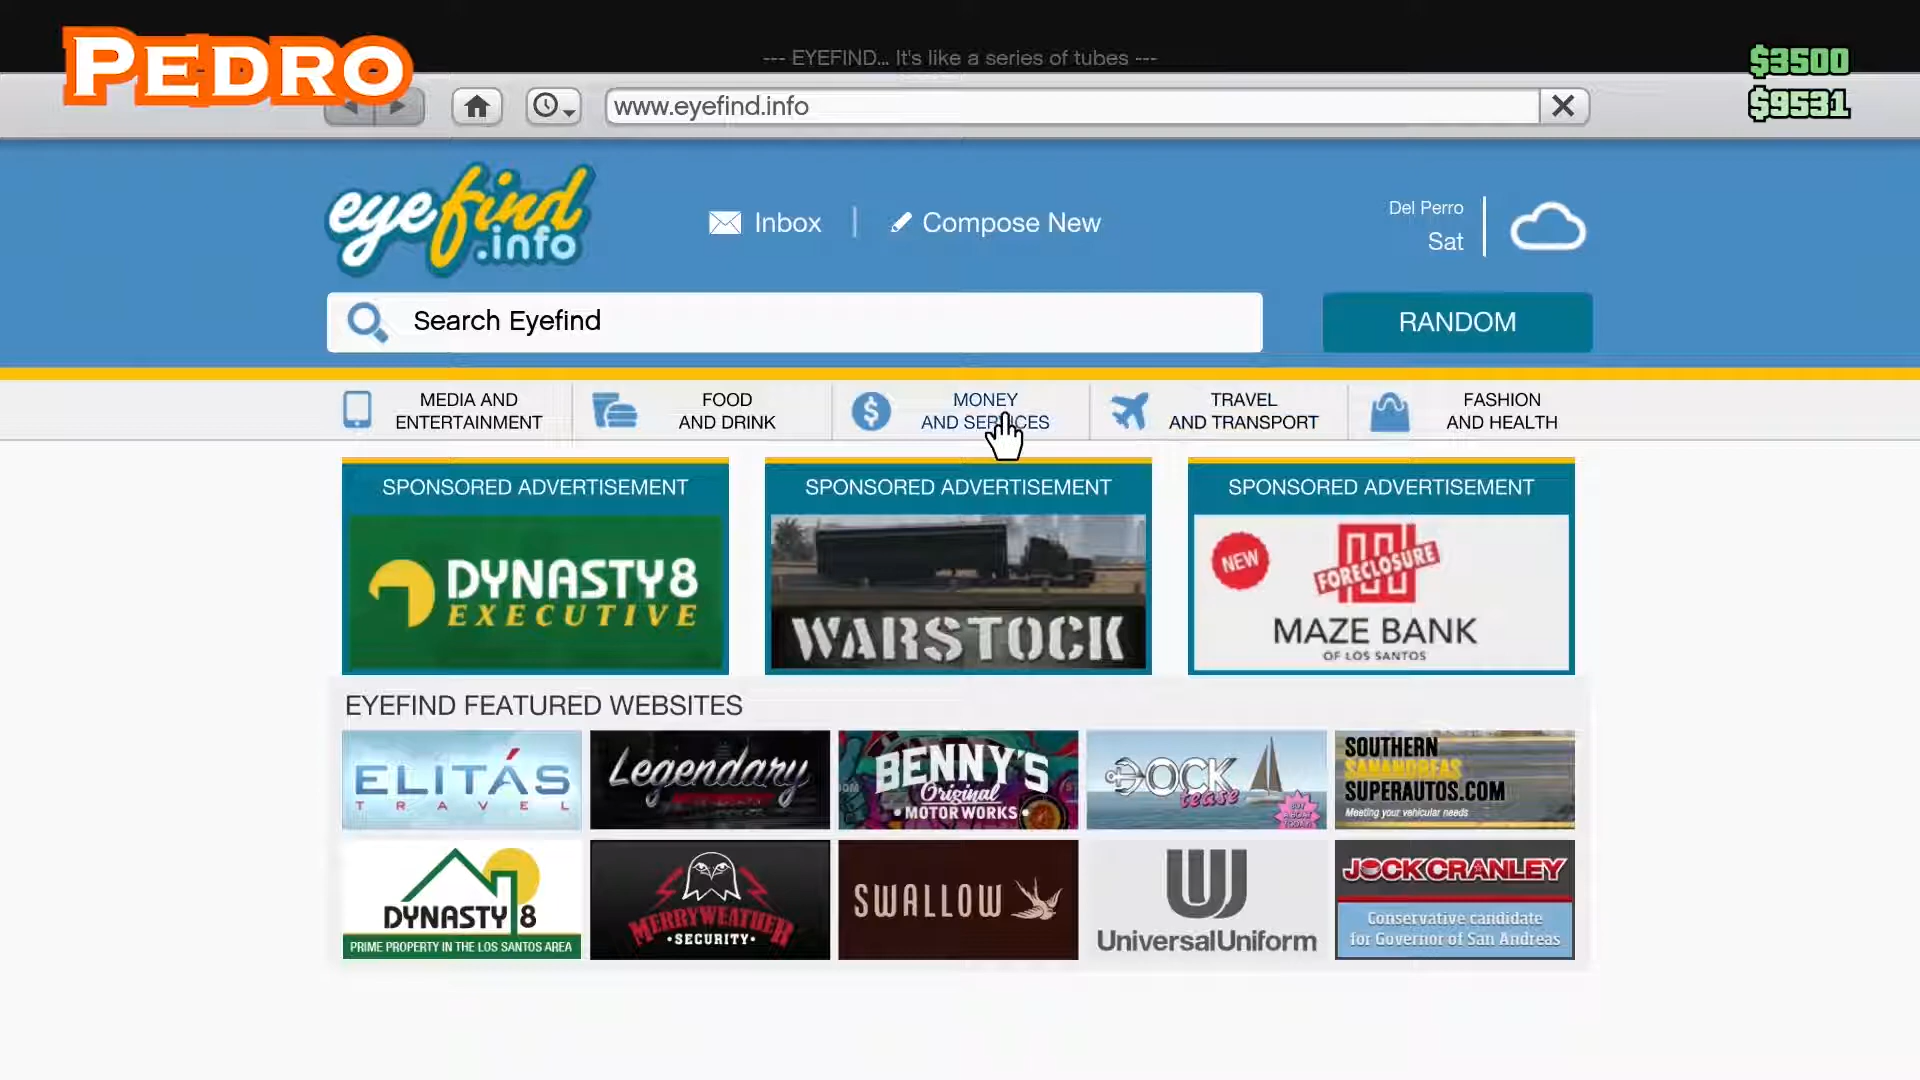 PEDRO
--- EYEFIND... It's like a series of tubes ---
$3500
$9531
www.eyefind.info
eyefind
.info
Inbox
Compose New
Del Perro
Sat
Search Eyefind
RANDOM
MEDIA AND
ENTERTAINMENT
FOOD
AND DRINK
MONEY
AND SERVICES
TRAVEL
AND TRANSPORT
FASHION
AND HEALTH
SPONSORED ADVERTISEMENT
DYNASTY8
EXECUTIVE
SPONSORED ADVERTISEMENT
WARSTOCK
SPONSORED ADVERTISEMENT
NEW
FORECLOSURE
MAZE BANK
OF LOS SANTOS
EYEFIND FEATURED WEBSITES
ELITÁS
TRAVEL
Legendary
BENNY'S
Original
•MOTOR WORKS•
DOCK
tease
SOUTHERN
SANANDREAS
SUPERAUTOS.COM
Meeting your vehicular needs
DYNASTY 8
PRIME PROPERTY IN THE LOS SANTOS AREA
MERRYWEATHER
•SECURITY•
SWALLOW
UniversalUniform
JOCK CRANLEY
Conservative candidate
for Governor of San Andreas